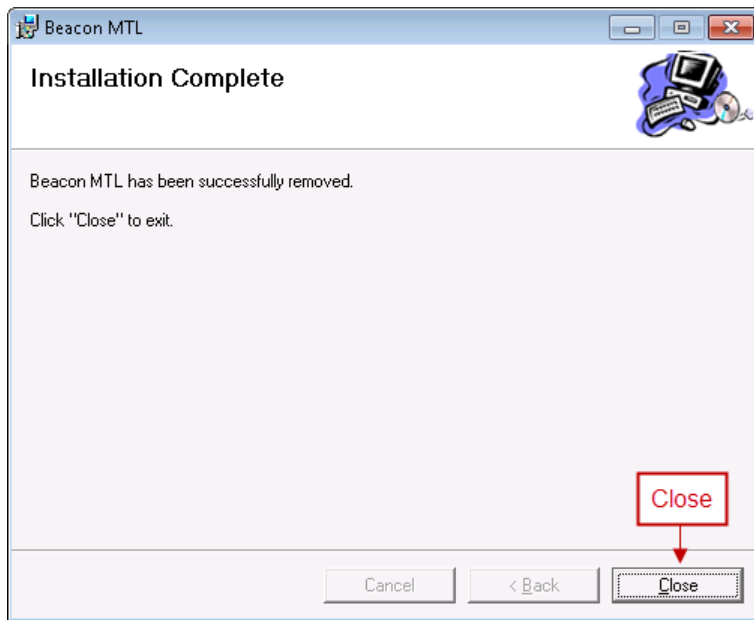 Beacon MTL
Installation Complete
Beacon MTL has been successfully removed.
Click "Close" to exit.
Close
Cancel
< Back
Close